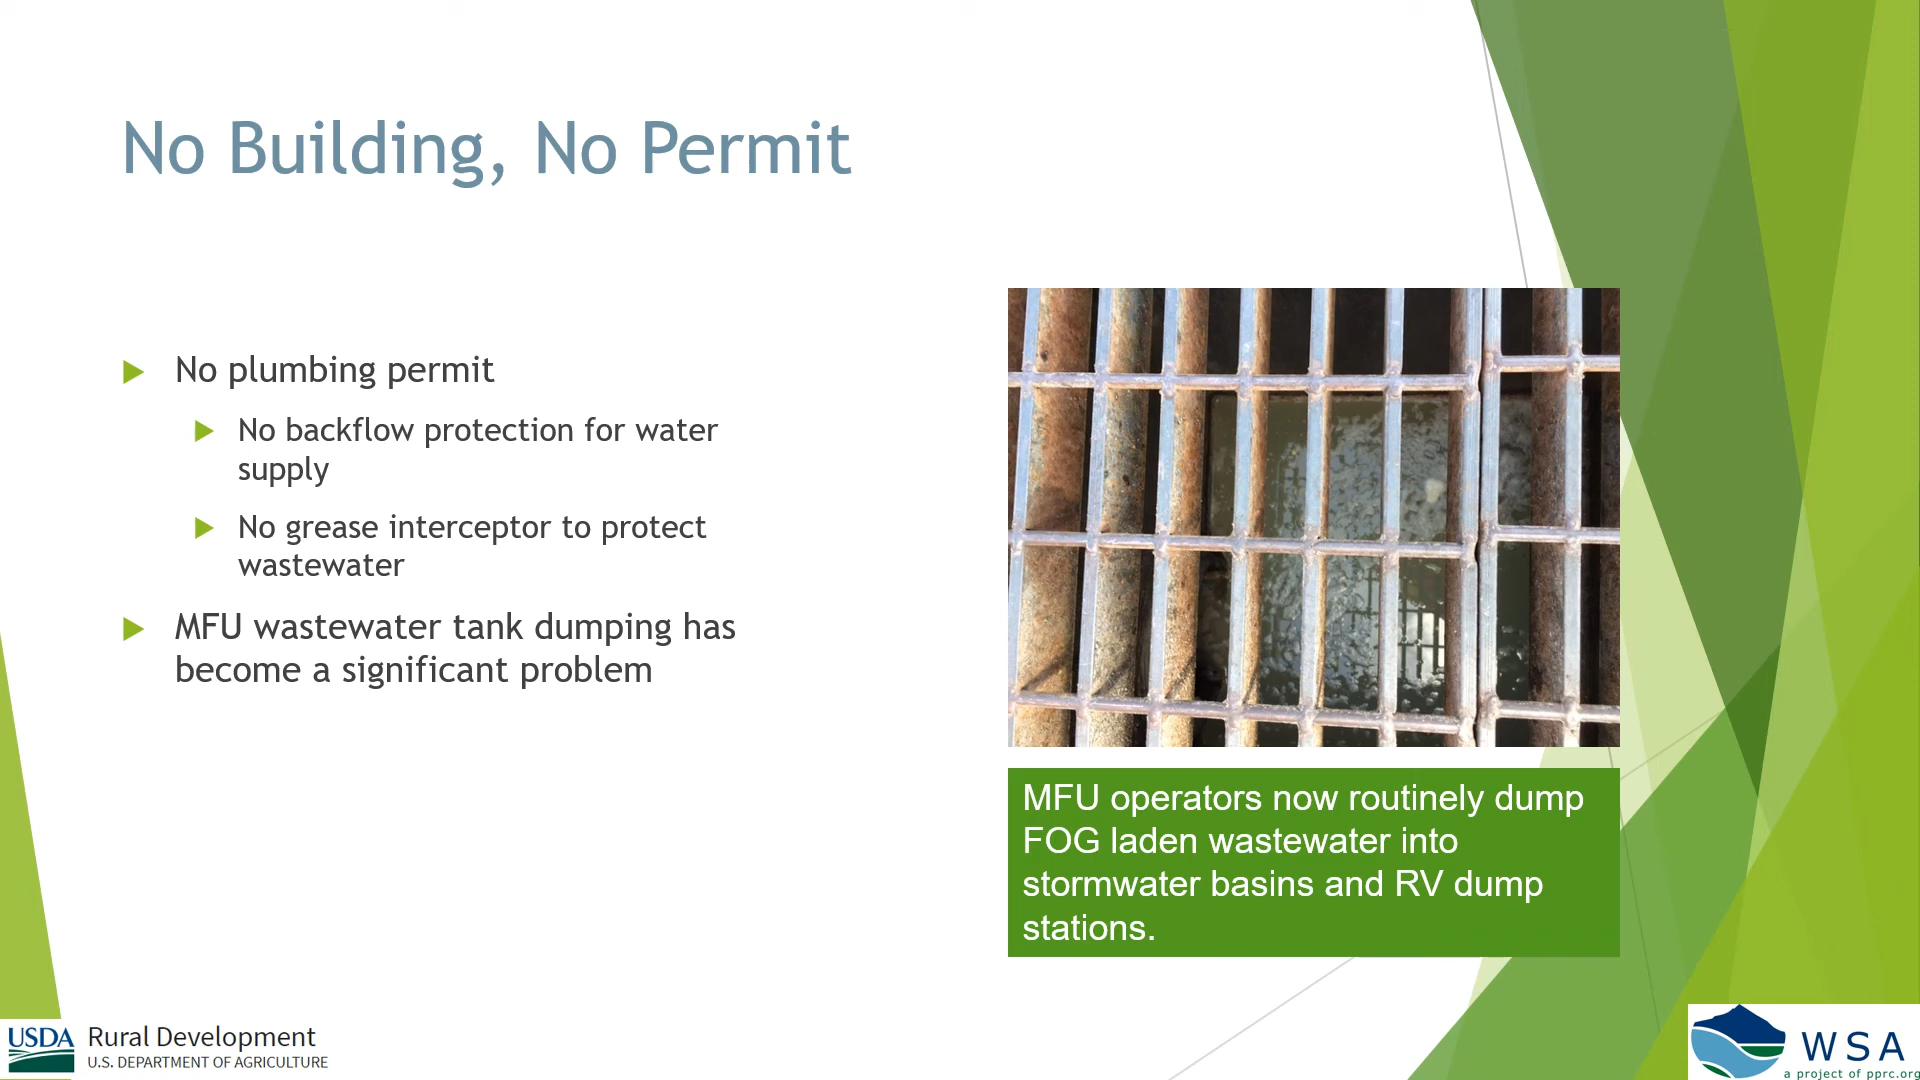 No Building, No Permit
No plumbing permit
No backflow protection for water
supply
No grease interceptor to protect
wastewater
MFU wastewater tank dumping has
become a significant problem
MFU operators now routinely dump
FOG laden wastewater into
stormwater basins and RV dump
stations.
USDA Rural Development
U.S. DEPARTMENT OF AGRICULTURE
WSA
a project of pprc.org